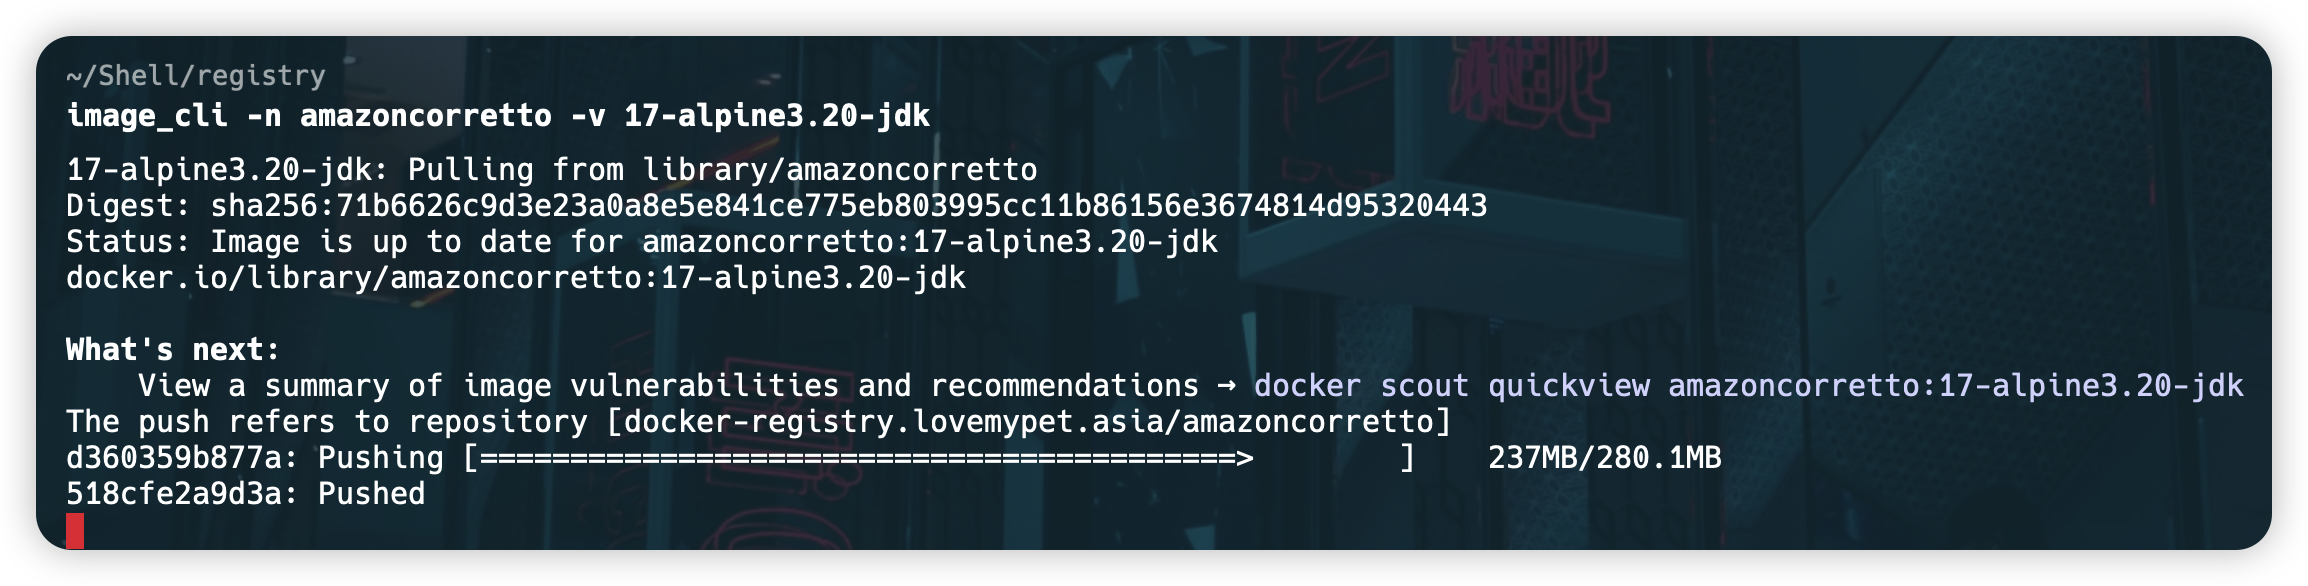 ~/Shell/registry
image_cli -n amazoncorretto -v 17-alpine3.20-jdk
17-alpine3.20-jdk: Pulling from library/amazoncorretto
Digest: sha256:71b6626c9d3e23a0a8e5e841ce775eb803995cc11b86156e3674814d95320443
Status: Image is up to date for amazoncorretto:17-alpine3.20-jdk
docker.io/library/amazoncorretto:17-alpine3.20-jdk
What's next:
View a summary of image vulnerabilities and recommendations → docker scout quickview amazoncorretto:17-alpine3.20-jdk
The push refers to repository [docker-registry.lovemypet.asia/amazoncorretto]
d360359b877a: Pushing [==========================================>        ]    237MB/280.1MB
518cfe2a9d3a: Pushed